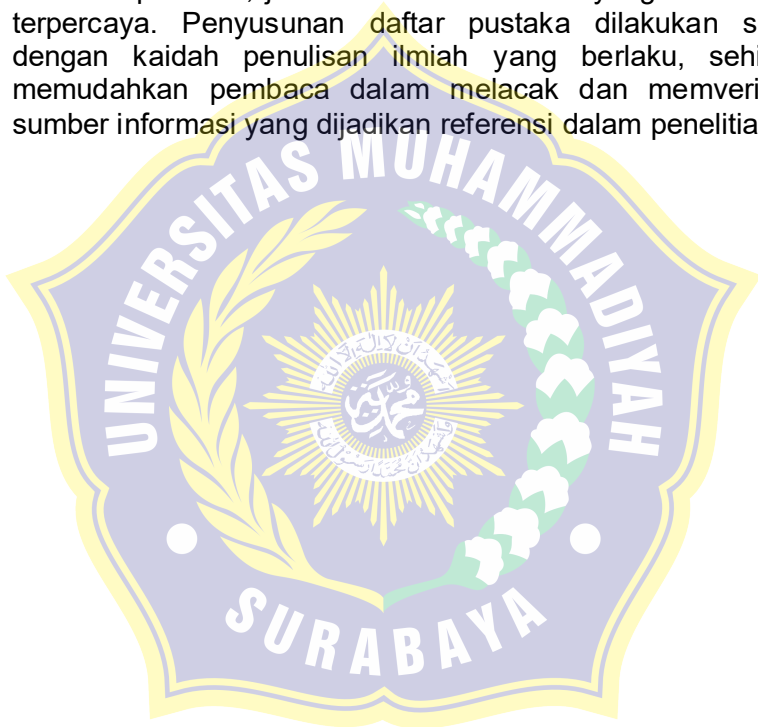 terpercaya. Penyusunan daftar pustaka dilakukan s
dengan kaidah penulisan ilmiah yang berlaku, sehi
memudahkan pembaca dalam melacak dan memveri
sumber informasi yang dijadikan referensi dalam penelitia
UNIVERSITAS MUHAMMADIYAH
محمد
SURABAYA